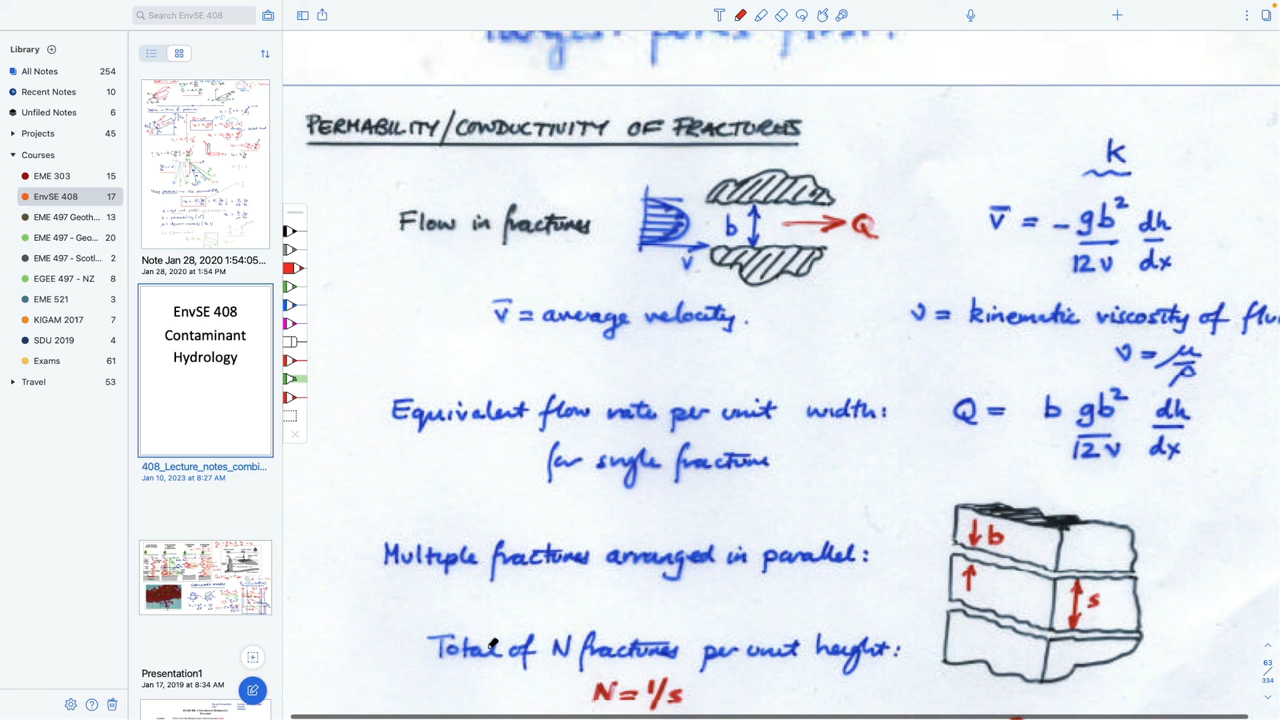 Search EnvSE 408
Library
All Notes 254
Recent Notes 10
Unfiled Notes 6
Projects 45
Courses
EME 303 15
EnvSE 408 17
EME 497 Geoth... 13
EME 497 - Geo... 20
EME 497 - Scotl... 2
EGEE 497 - NZ 8
EME 521 3
KIGAM 2017 7
SDU 2019 4
Exams 61
Travel 53
Note Jan 28, 2020 1:54:05...
Jan 28, 2020 at 1:54 PM
EnvSE 408
Contaminant
Hydrology
408_Lecture_notes_combi...
Jan 10, 2023 at 8:27 AM
Presentation1
Jan 17, 2019 at 8:34 AM
largest pores first.
PERMABILITY/CONDUCTIVITY OF FRACTURES
Flow in fractures
v
b
Q
K
v̄ = - gb²/12ν dh/dx
v̄ = average velocity.
ν = kinematic viscosity of flu
ν = μ/ρ
Equivalent flow rate per unit width:
for single fracture
Q = b gb²/12ν dh/dx
Multiple fractures arranged in parallel:
b
s
Total of N fractures per unit height:
N = 1/s
63
334